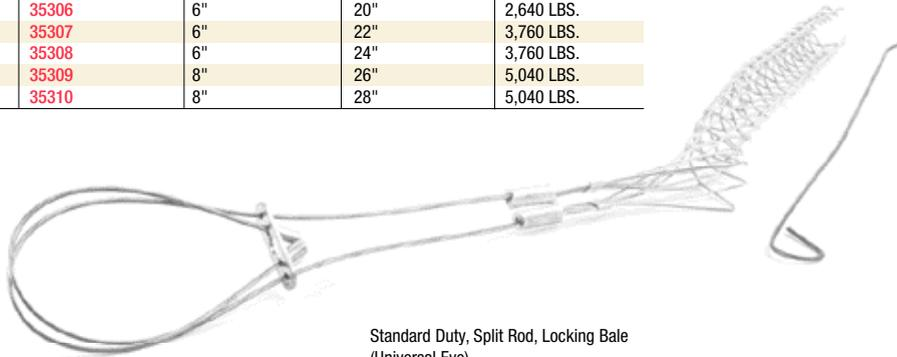 35306 6" 20" 2,640 LBS.
35307 6" 22" 3,760 LBS.
35308 6" 24" 3,760 LBS.
35309 8" 26" 5,040 LBS.
35310 8" 28" 5,040 LBS.
Standard Duty, Split Rod, Locking Bale
(Universal Eye)